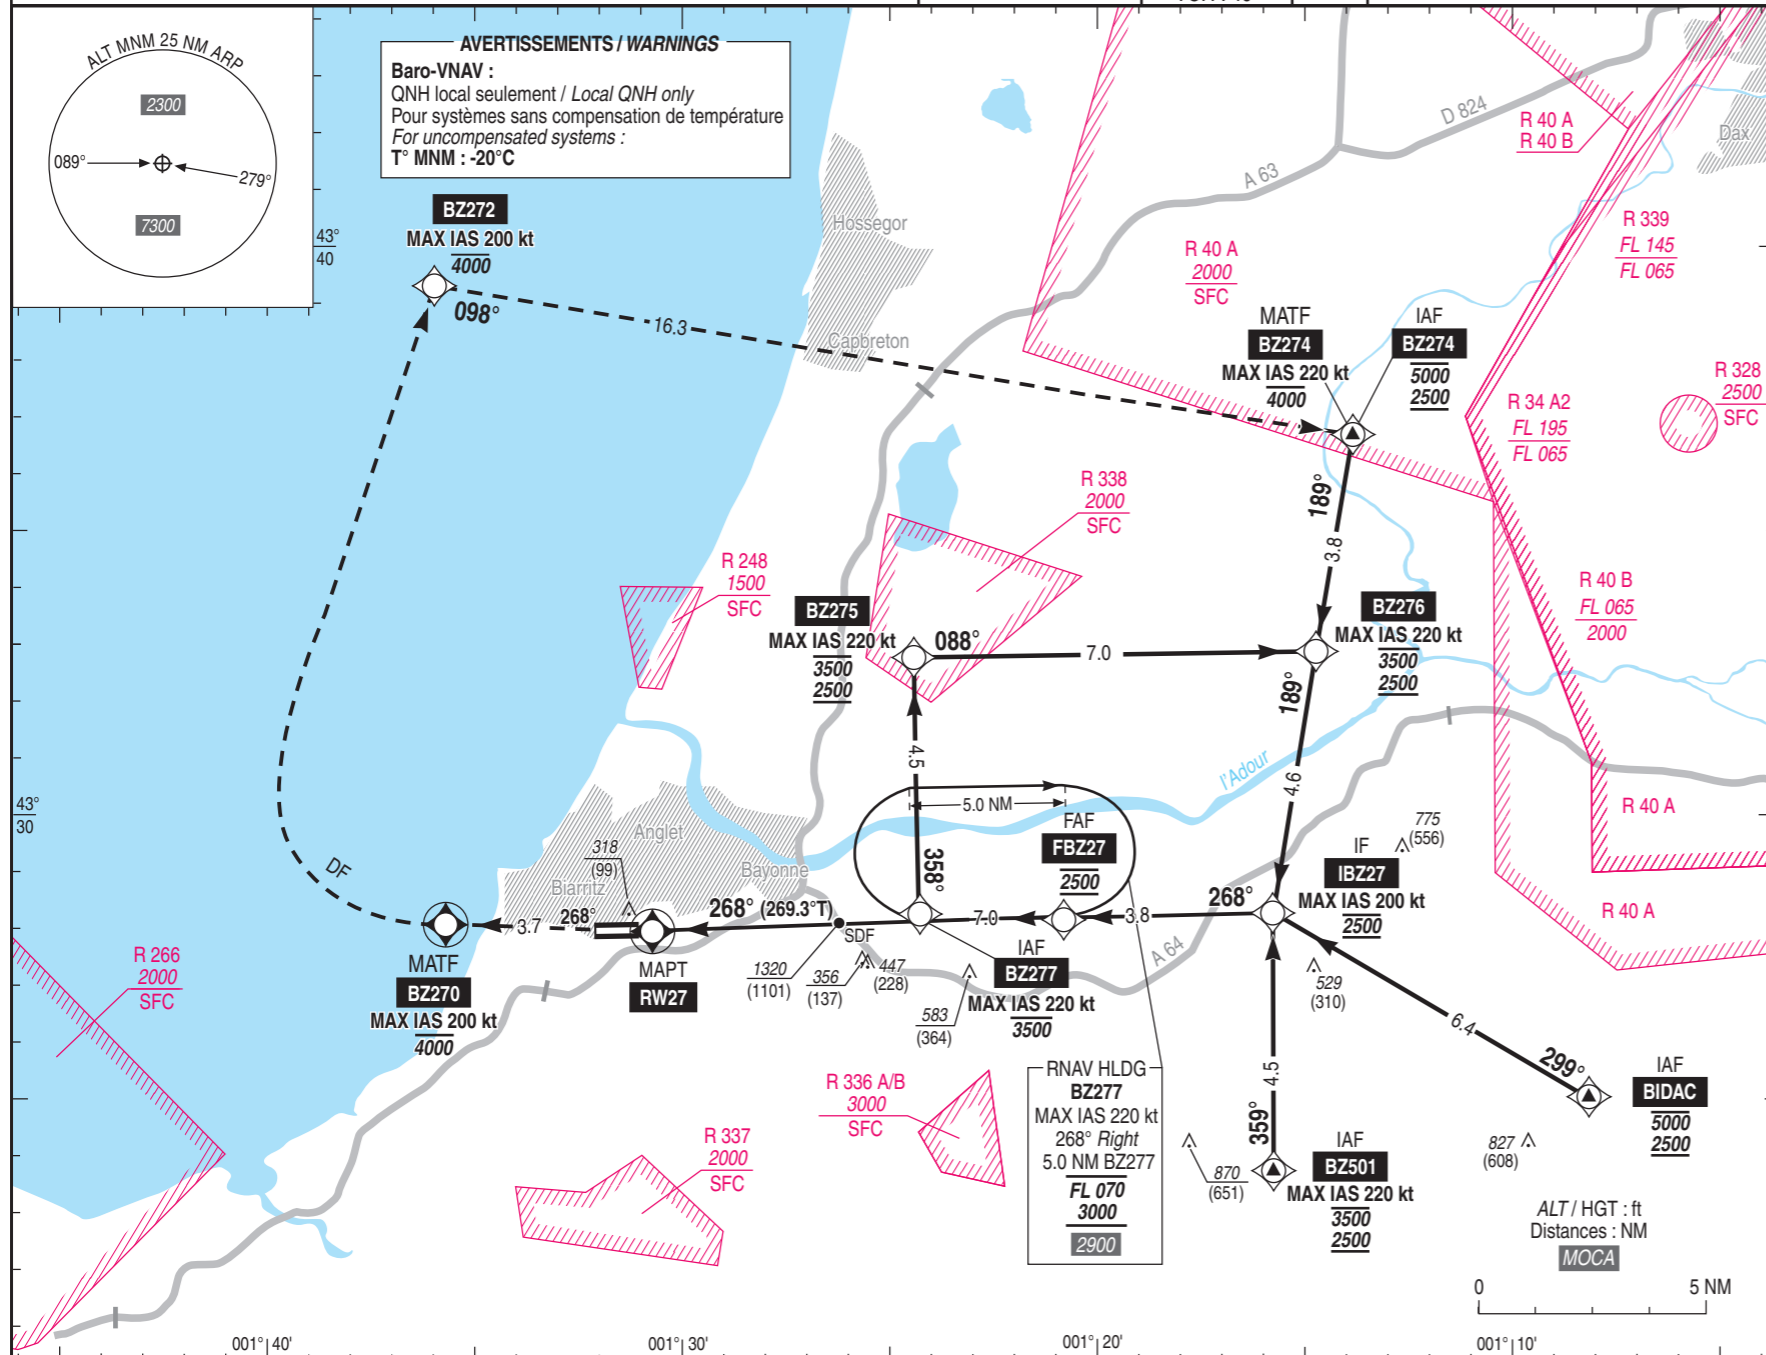 ALT MNM 25 NM ARP
2300
089°
279°
7300
AVERTISSEMENTS / WARNINGS
Baro-VNAV :
QNH local seulement / Local QNH only
Pour systèmes sans compensation de température
For uncompensated systems :
T° MNM : -20°C
BZ272
MAX IAS 200 kt
4000
098°
16.3
43°
40
Hossegor
Capbreton
A 63
D 824
Dax
R 40 A
R 40 B
R 339
FL 145
FL 065
R 40 A
2000
SFC
MATF
BZ274
MAX IAS 220 kt
4000
IAF
BZ274
5000
2500
R 328
2500
SFC
R 34 A2
FL 195
FL 065
189°
3.8
R 338
2000
SFC
R 248
1500
SFC
BZ275
MAX IAS 220 kt
3500
2500
088°
7.0
BZ276
MAX IAS 220 kt
3500
2500
R 40 B
FL 065
2000
189°
4.6
4.5
358°
l'Adour
5.0 NM
43°
30
R 40 A
Anglet
Biarritz
Bayonne
318
(99)
FAF
FBZ27
2500
775
(556)
IF
IBZ27
MAX IAS 200 kt
2500
DF
3.7
268°
268° (269.3°T)
7.0
3.8
268°
SDF
R 40 A
MATF
BZ270
MAX IAS 200 kt
4000
MAPT
RW27
1320
(1101)
356
(137)
447
(228)
583
(364)
IAF
BZ277
MAX IAS 220 kt
3500
A 64
529
(310)
R 266
2000
SFC
6.4
299°
IAF
BIDAC
5000
2500
RNAV HLDG
BZ277
MAX IAS 220 kt
268° Right
5.0 NM BZ277
FL 070
3000
2900
4.5
359°
R 336 A/B
3000
SFC
R 337
2000
SFC
870
(651)
IAF
BZ501
MAX IAS 220 kt
3500
2500
827
(608)
ALT / HGT : ft
Distances : NM
MOCA
0 5 NM
001° 40'
001° 30'
001° 20'
001° 10'